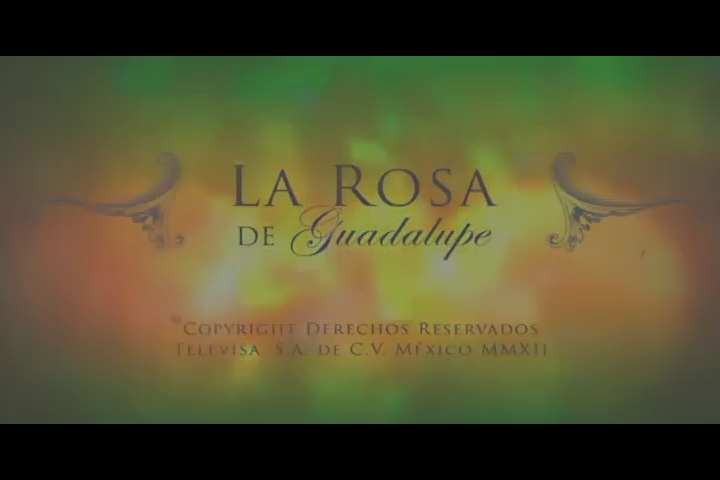 LA ROSA
DE Guadalupe
© COPYRIGHT DERECHOS RESERVADOS
TELEVISA S.A. DE C.V. MÉXICO MMXII